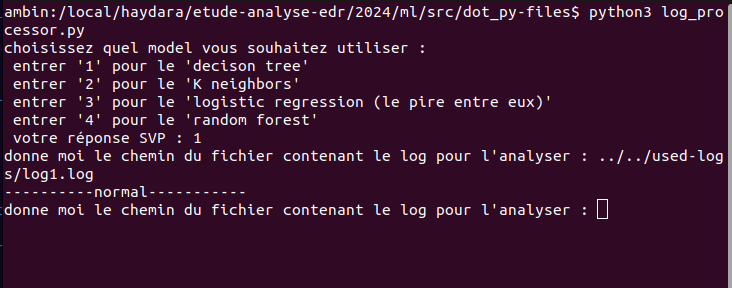 ambin:/local/haydara/etude-analyse-edr/2024/ml/src/dot_py-files$ python3 log_pro
cessor.py
choisissez quel model vous souhaitez utiliser :
 entrer '1' pour le 'decison tree'
 entrer '2' pour le 'K neighbors'
 entrer '3' pour le 'logistic regression (le pire entre eux)'
 entrer '4' pour le 'random forest'
 votre réponse SVP : 1
donne moi le chemin du fichier contenant le log pour l'analyser : ../../used-log
s/log1.log
----------normal-----------
donne moi le chemin du fichier contenant le log pour l'analyser :